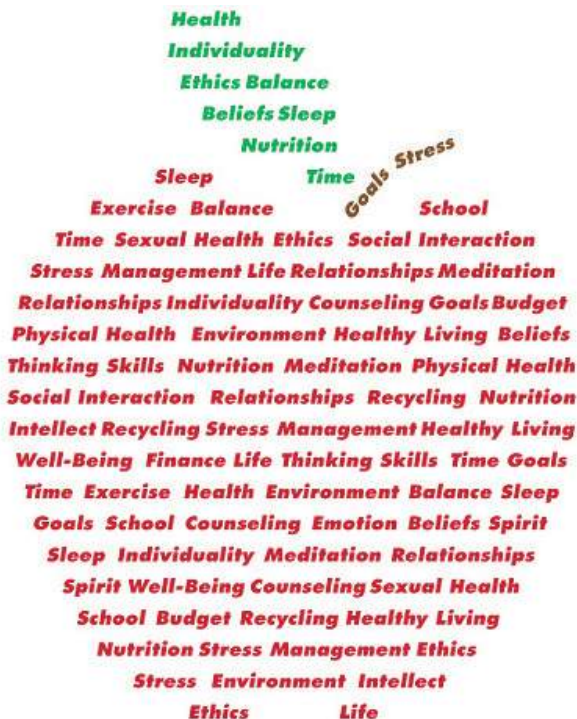 Health
Individuality
Ethics Balance
Beliefs Sleep
Nutrition
Goals Stress
Sleep Time
Exercise Balance School
Time Sexual Health Ethics Social Interaction
Stress Management Life Relationships Meditation
Relationships Individuality Counseling Goals Budget
Physical Health Environment Healthy Living Beliefs
Thinking Skills Nutrition Meditation Physical Health
Social Interaction Relationships Recycling Nutrition
Intellect Recycling Stress Management Healthy Living
Well-Being Finance Life Thinking Skills Time Goals
Time Exercise Health Environment Balance Sleep
Goals School Counseling Emotion Beliefs Spirit
Sleep Individuality Meditation Relationships
Spirit Well-Being Counseling Sexual Health
School Budget Recycling Healthy Living
Nutrition Stress Management Ethics
Stress Environment Intellect
Ethics Life